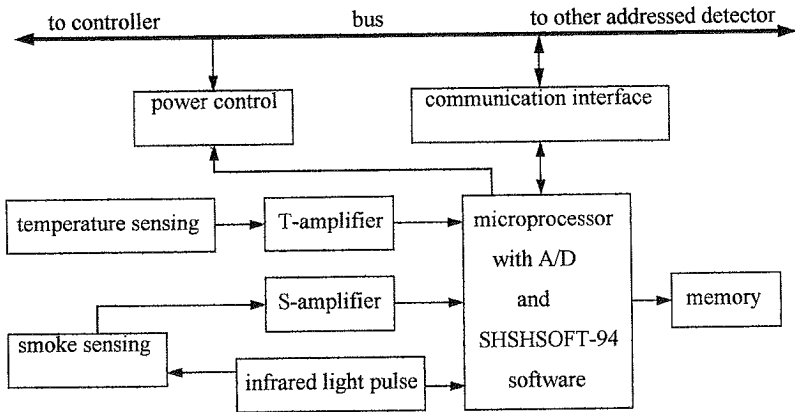 to controller
bus
to other addressed detector
power control
communication interface
temperature sensing
T-amplifier
microprocessor
with A/D
and
SHSHSOFT-94
software
S-amplifier
memory
smoke sensing
infrared light pulse